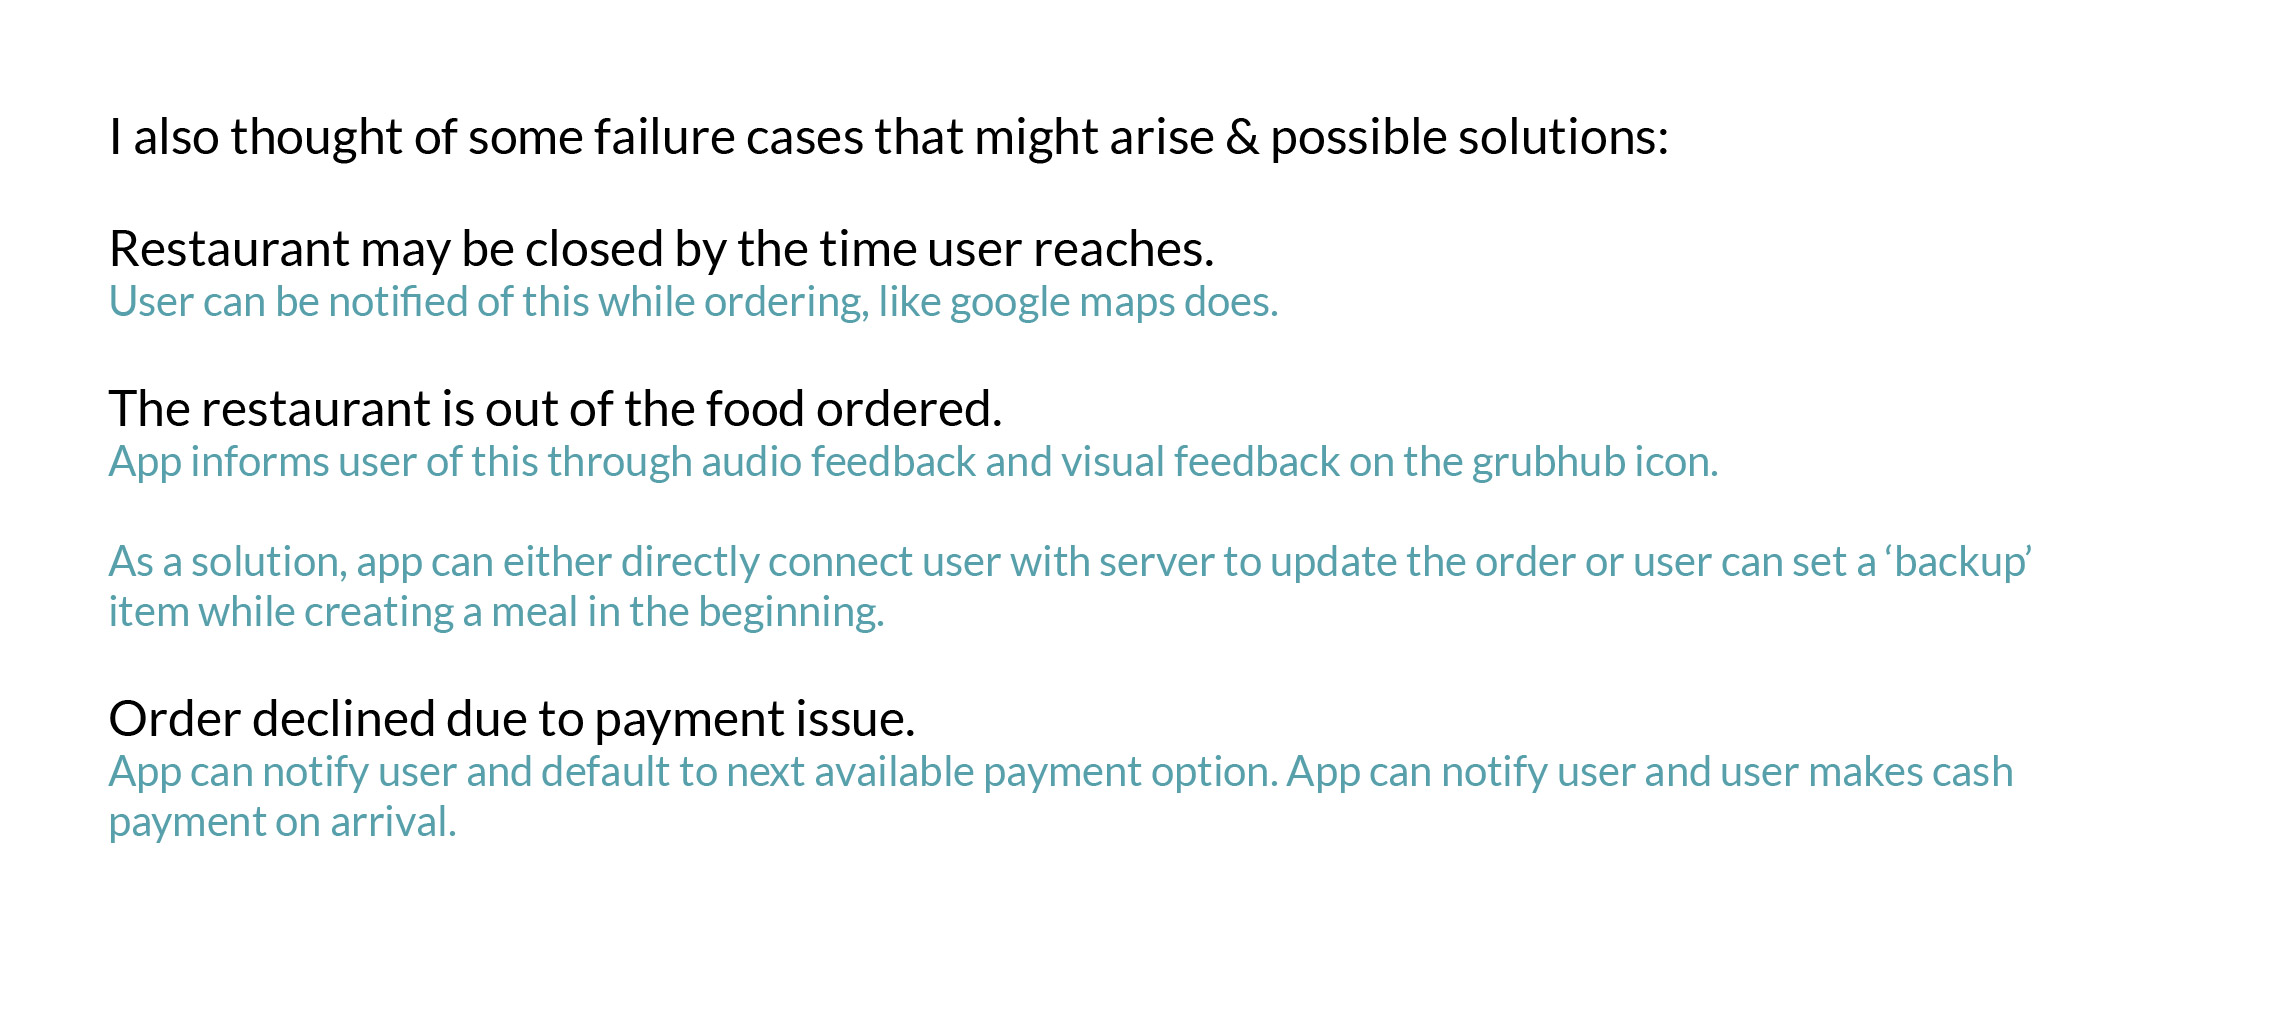 I also thought of some failure cases that might arise & possible solutions:
Restaurant may be closed by the time user reaches.
User can be notified of this while ordering, like google maps does.
The restaurant is out of the food ordered.
App informs user of this through audio feedback and visual feedback on the grubhub icon.
As a solution, app can either directly connect user with server to update the order or user can set a ‘backup’
item while creating a meal in the beginning.
Order declined due to payment issue.
App can notify user and default to next available payment option. App can notify user and user makes cash
payment on arrival.